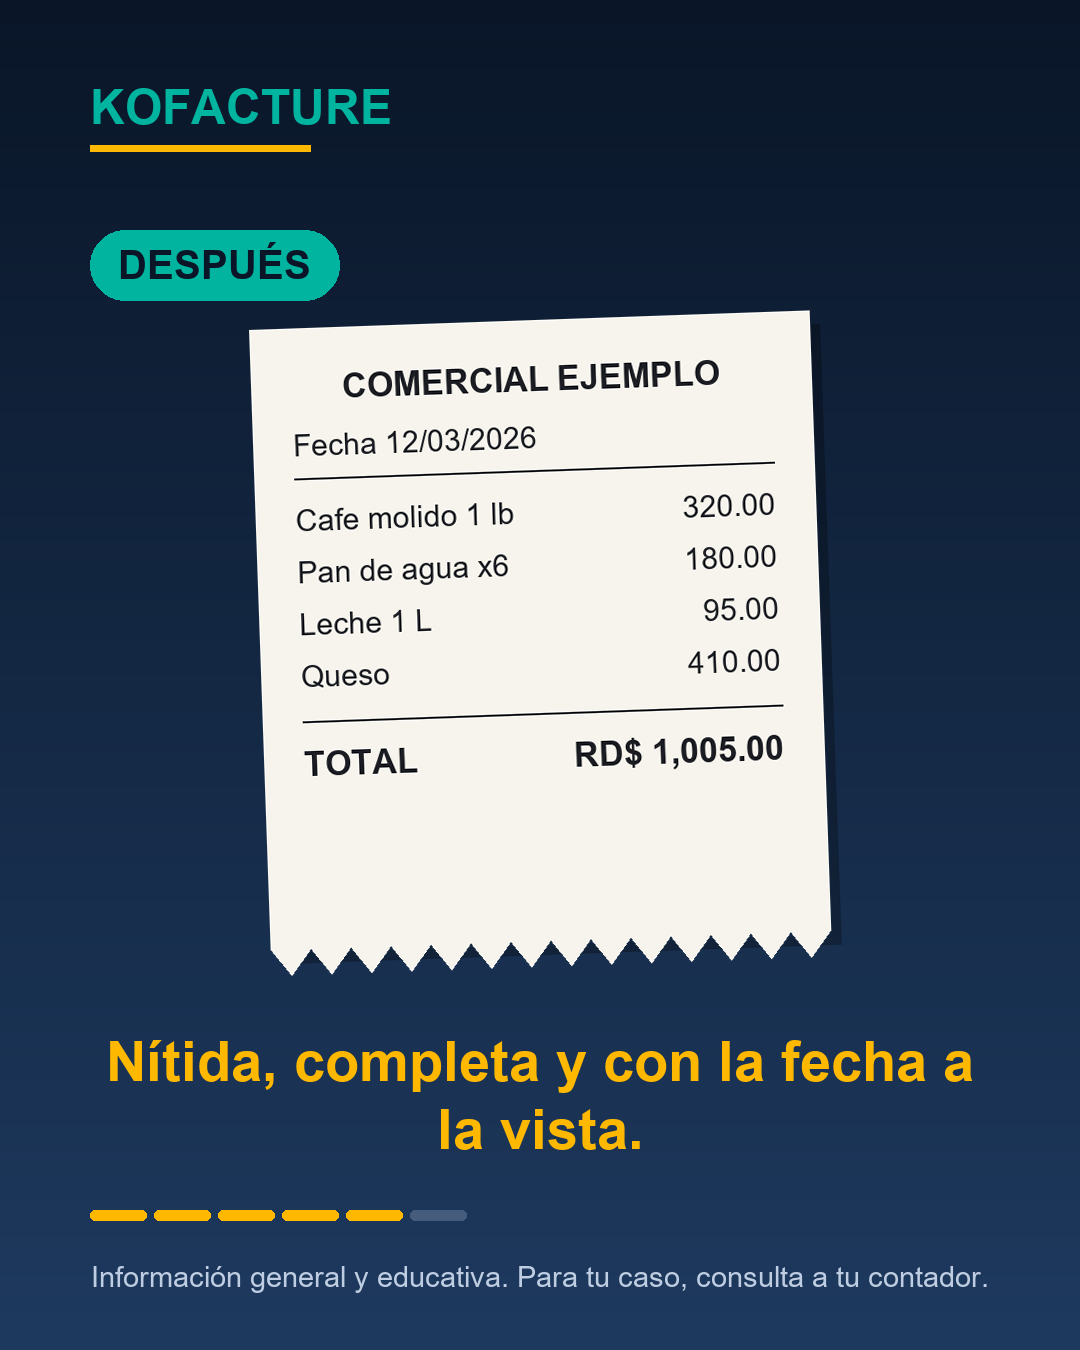 KOFACTURE
DESPUÉS
COMERCIAL EJEMPLO
Fecha 12/03/2026
Cafe molido 1 lb 320.00
Pan de agua x6 180.00
Leche 1 L 95.00
Queso 410.00
TOTAL RD$ 1,005.00
Nítida, completa y con la fecha a
la vista.
Información general y educativa. Para tu caso, consulta a tu contador.